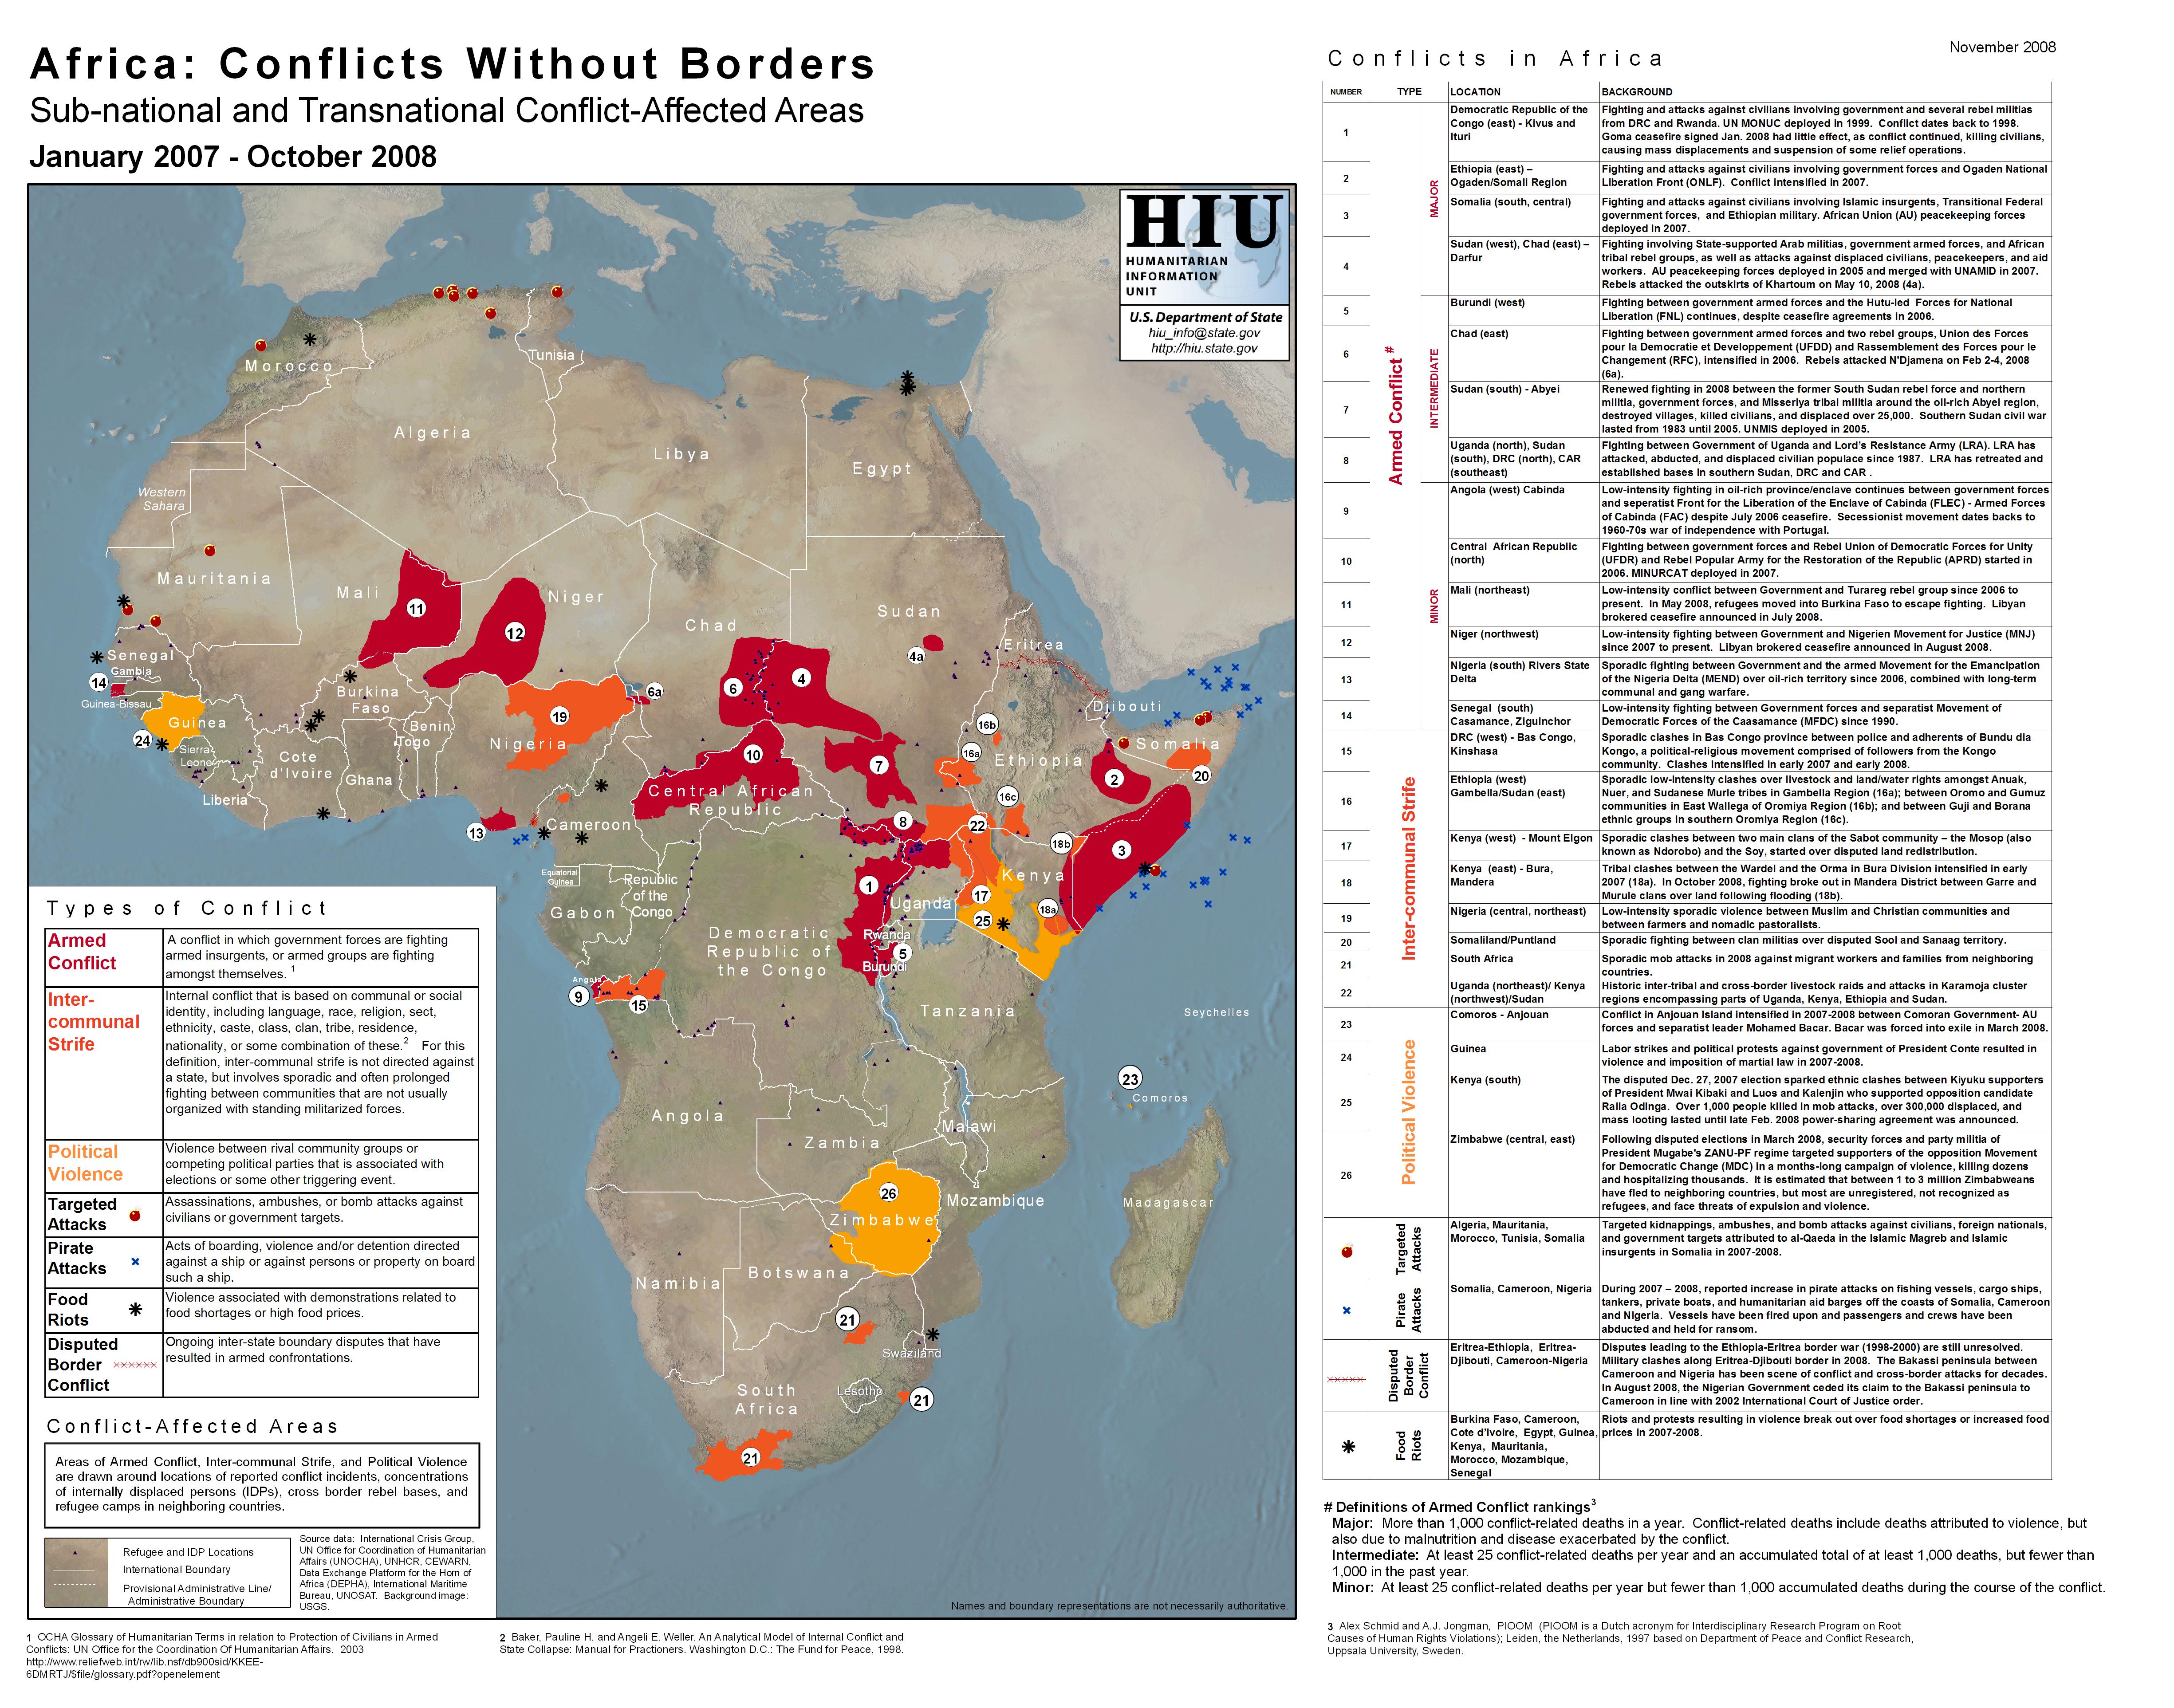 Africa: Conflicts Without Borders
Sub-national and Transnational Conflict-Affected Areas
January 2007 - October 2008
HIU
HUMANITARIAN
INFORMATION
UNIT
U.S. Department of State
hiu_info@state.gov
http://hiu.state.gov
Tunisia
Morocco
Algeria
Libya
Egypt
Western
Sahara
Mauritania
Mali
11
Niger
12
Chad
Sudan
4a
Eritrea
Senegal
Gambia
14
Guinea-Bissau
Guinea
24
Sierra
Leone
Liberia
Cote
d'Ivoire
Burkina
Faso
Ghana
Benin
Togo
Nigeria
19
6a
6
4
16b
Djibouti
16a
Ethiopia
Somalia
2
20
10
7
Central African
Republic
16c
13
Cameroon
8
22
18b
3
Equatorial
Guinea
Republic
of the
Congo
Gabon
1
Uganda
17
Kenya
25
18a
Democratic
Republic of
the Congo
Rwanda
5
Burundi
Angola
9
15
Tanzania
Seychelles
23
Comoros
Angola
Zambia
Malawi
26
Zimbabwe
Mozambique
Madagascar
Namibia
Botswana
21
Swaziland
South
Africa
Lesotho
21
21
Names and boundary representations are not necessarily authoritative.
Types of Conflict
Armed
Conflict
A conflict in which government forces are fighting
armed insurgents, or armed groups are fighting
amongst themselves. 1
Inter-
communal
Strife
Internal conflict that is based on communal or social
identity, including language, race, religion, sect,
ethnicity, caste, class, clan, tribe, residence,
nationality, or some combination of these.2 For this
definition, inter-communal strife is not directed against
a state, but involves sporadic and often prolonged
fighting between communities that are not usually
organized with standing militarized forces.
Political
Violence
Violence between rival community groups or
competing political parties that is associated with
elections or some other triggering event.
Targeted
Attacks
Assassinations, ambushes, or bomb attacks against
civilians or government targets.
Pirate
Attacks
Acts of boarding, violence and/or detention directed
against a ship or against persons or property on board
such a ship.
Food
Riots
Violence associated with demonstrations related to
food shortages or high food prices.
Disputed
Border
Conflict
Ongoing inter-state boundary disputes that have
resulted in armed confrontations.
Conflict-Affected Areas
Areas of Armed Conflict, Inter-communal Strife, and Political Violence
are drawn around locations of reported conflict incidents, concentrations
of internally displaced persons (IDPs), cross border rebel bases, and
refugee camps in neighboring countries.
Refugee and IDP Locations
International Boundary
Provisional Administrative Line/
Administrative Boundary
Source data: International Crisis Group,
UN Office for Coordination of Humanitarian
Affairs (UNOCHA), UNHCR, CEWARN,
Data Exchange Platform for the Horn of
Africa (DEPHA), International Maritime
Bureau, UNOSAT. Background image:
USGS.
1 OCHA Glossary of Humanitarian Terms in relation to Protection of Civilians in Armed
Conflicts: UN Office for the Coordination Of Humanitarian Affairs. 2003
http://www.reliefweb.int/rw/lib.nsf/db900sid/KKEE-
6DMRTJ/$file/glossary.pdf?openelement
2 Baker, Pauline H. and Angeli E. Weller. An Analytical Model of Internal Conflict and
State Collapse: Manual for Practioners. Washington D.C.: The Fund for Peace, 1998.
Conflicts in Africa
November 2008
NUMBER TYPE LOCATION BACKGROUND
Armed Conflict #
MAJOR
1
Democratic Republic of the
Congo (east) - Kivus and
Ituri
Fighting and attacks against civilians involving government and several rebel militias
from DRC and Rwanda. UN MONUC deployed in 1999. Conflict dates back to 1998.
Goma ceasefire signed Jan. 2008 had little effect, as conflict continued, killing civilians,
causing mass displacements and suspension of some relief operations.
2
Ethiopia (east) –
Ogaden/Somali Region
Fighting and attacks against civilians involving government forces and Ogaden National
Liberation Front (ONLF). Conflict intensified in 2007.
3
Somalia (south, central)
Fighting and attacks against civilians involving Islamic insurgents, Transitional Federal
government forces, and Ethiopian military. African Union (AU) peacekeeping forces
deployed in 2007.
4
Sudan (west), Chad (east) –
Darfur
Fighting involving State-supported Arab militias, government armed forces, and African
tribal rebel groups, as well as attacks against displaced civilians, peacekeepers, and aid
workers. AU peacekeeping forces deployed in 2005 and merged with UNAMID in 2007.
Rebels attacked the outskirts of Khartoum on May 10, 2008 (4a).
INTERMEDIATE
5
Burundi (west)
Fighting between government armed forces and the Hutu-led Forces for National
Liberation (FNL) continues, despite ceasefire agreements in 2006.
6
Chad (east)
Fighting between government armed forces and two rebel groups, Union des Forces
pour la Democratie et Developpement (UFDD) and Rassemblement des Forces pour le
Changement (RFC), intensified in 2006. Rebels attacked N'Djamena on Feb 2-4, 2008
(6a).
7
Sudan (south) - Abyei
Renewed fighting in 2008 between the former South Sudan rebel force and northern
militia, government forces, and Misseriya tribal militia around the oil-rich Abyei region,
destroyed villages, killed civilians, and displaced over 25,000. Southern Sudan civil war
lasted from 1983 until 2005. UNMIS deployed in 2005.
8
Uganda (north), Sudan
(south), DRC (north), CAR
(southeast)
Fighting between Government of Uganda and Lord's Resistance Army (LRA). LRA has
attacked, abducted, and displaced civilian populace since 1987. LRA has retreated and
established bases in southern Sudan, DRC and CAR .
MINOR
9
Angola (west) Cabinda
Low-intensity fighting in oil-rich province/enclave continues between government forces
and seperatist Front for the Liberation of the Enclave of Cabinda (FLEC) - Armed Forces
of Cabinda (FAC) despite July 2006 ceasefire. Secessionist movement dates backs to
1960-70s war of independence with Portugal.
10
Central African Republic
(north)
Fighting between government forces and Rebel Union of Democratic Forces for Unity
(UFDR) and Rebel Popular Army for the Restoration of the Republic (APRD) started in
2006. MINURCAT deployed in 2007.
11
Mali (northeast)
Low-intensity conflict between Government and Turareg rebel group since 2006 to
present. In May 2008, refugees moved into Burkina Faso to escape fighting. Libyan
brokered ceasefire announced in July 2008.
12
Niger (northwest)
Low-intensity fighting between Government and Nigerien Movement for Justice (MNJ)
since 2007 to present. Libyan brokered ceasefire announced in August 2008.
13
Nigeria (south) Rivers State
Delta
Sporadic fighting between Government and the armed Movement for the Emancipation
of the Nigeria Delta (MEND) over oil-rich territory since 2006, combined with long-term
communal and gang warfare.
14
Senegal (south)
Casamance, Ziguinchor
Low-intensity fighting between Government forces and separatist Movement of
Democratic Forces of the Caasamance (MFDC) since 1990.
Inter-communal Strife
15
DRC (west) - Bas Congo,
Kinshasa
Sporadic clashes in Bas Congo province between police and adherents of Bundu dia
Kongo, a political-religious movement comprised of followers from the Kongo
community. Clashes intensified in early 2007 and early 2008.
16
Ethiopia (west)
Gambella/Sudan (east)
Sporadic low-intensity clashes over livestock and land/water rights amongst Anuak,
Nuer, and Sudanese Murle tribes in Gambella Region (16a); between Oromo and Gumuz
communities in East Wallega of Oromiya Region (16b); and between Guji and Borana
ethnic groups in southern Oromiya Region (16c).
17
Kenya (west) - Mount Elgon
Sporadic clashes between two main clans of the Sabot community – the Mosop (also
known as Ndorobo) and the Soy, started over disputed land redistribution.
18
Kenya (east) - Bura,
Mandera
Tribal clashes between the Wardel and the Orma in Bura Division intensified in early
2007 (18a). In October 2008, fighting broke out in Mandera District between Garre and
Murule clans over land following flooding (18b).
19
Nigeria (central, northeast)
Low-intensity sporadic violence between Muslim and Christian communities and
between farmers and nomadic pastoralists.
20
Somaliland/Puntland
Sporadic fighting between clan militias over disputed Sool and Sanaag territory.
21
South Africa
Sporadic mob attacks in 2008 against migrant workers and families from neighboring
countries.
22
Uganda (northeast)/ Kenya
(northwest)/Sudan
Historic inter-tribal and cross-border livestock raids and attacks in Karamoja cluster
regions encompassing parts of Uganda, Kenya, Ethiopia and Sudan.
Political Violence
23
Comoros - Anjouan
Conflict in Anjouan Island intensified in 2007-2008 between Comoran Government- AU
forces and separatist leader Mohamed Bacar. Bacar was forced into exile in March 2008.
24
Guinea
Labor strikes and political protests against government of President Conte resulted in
violence and imposition of martial law in 2007-2008.
25
Kenya (south)
The disputed Dec. 27, 2007 election sparked ethnic clashes between Kiyuku supporters
of President Mwai Kibaki and Luos and Kalenjin who supported opposition candidate
Raila Odinga. Over 1,000 people killed in mob attacks, over 300,000 displaced, and
mass looting lasted until late Feb. 2008 power-sharing agreement was announced.
26
Zimbabwe (central, east)
Following disputed elections in March 2008, security forces and party militia of
President Mugabe's ZANU-PF regime targeted supporters of the opposition Movement
for Democratic Change (MDC) in a months-long campaign of violence, killing dozens
and hospitalizing thousands. It is estimated that between 1 to 3 million Zimbabweans
have fled to neighboring countries, but most are unregistered, not recognized as
refugees, and face threats of expulsion and violence.
Targeted
Attacks
Algeria, Mauritania,
Morocco, Tunisia, Somalia
Targeted kidnappings, ambushes, and bomb attacks against civilians, foreign nationals,
and government targets attributed to al-Qaeda in the Islamic Magreb and Islamic
insurgents in Somalia in 2007-2008.
Pirate
Attacks
Somalia, Cameroon, Nigeria
During 2007 – 2008, reported increase in pirate attacks on fishing vessels, cargo ships,
tankers, private boats, and humanitarian aid barges off the coasts of Somalia, Cameroon
and Nigeria. Vessels have been fired upon and passengers and crews have been
abducted and held for ransom.
Disputed
Border
Conflict
Eritrea-Ethiopia, Eritrea-
Djibouti, Cameroon-Nigeria
Disputes leading to the Ethiopia-Eritrea border war (1998-2000) are still unresolved.
Military clashes along Eritrea-Djibouti border in 2008. The Bakassi peninsula between
Cameroon and Nigeria has been scene of conflict and cross-border attacks for decades.
In August 2008, the Nigerian Government ceded its claim to the Bakassi peninsula to
Cameroon in line with 2002 International Court of Justice order.
Food
Riots
Burkina Faso, Cameroon,
Cote d'Ivoire, Egypt, Guinea,
Kenya, Mauritania,
Morocco, Mozambique,
Senegal
Riots and protests resulting in violence break out over food shortages or increased food
prices in 2007-2008.
# Definitions of Armed Conflict rankings3
Major: More than 1,000 conflict-related deaths in a year. Conflict-related deaths include deaths attributed to violence, but
also due to malnutrition and disease exacerbated by the conflict.
Intermediate: At least 25 conflict-related deaths per year and an accumulated total of at least 1,000 deaths, but fewer than
1,000 in the past year.
Minor: At least 25 conflict-related deaths per year but fewer than 1,000 accumulated deaths during the course of the conflict.
3 Alex Schmid and A.J. Jongman, PIOOM (PIOOM is a Dutch acronym for Interdisciplinary Research Program on Root
Causes of Human Rights Violations); Leiden, the Netherlands, 1997 based on Department of Peace and Conflict Research,
Uppsala University, Sweden.